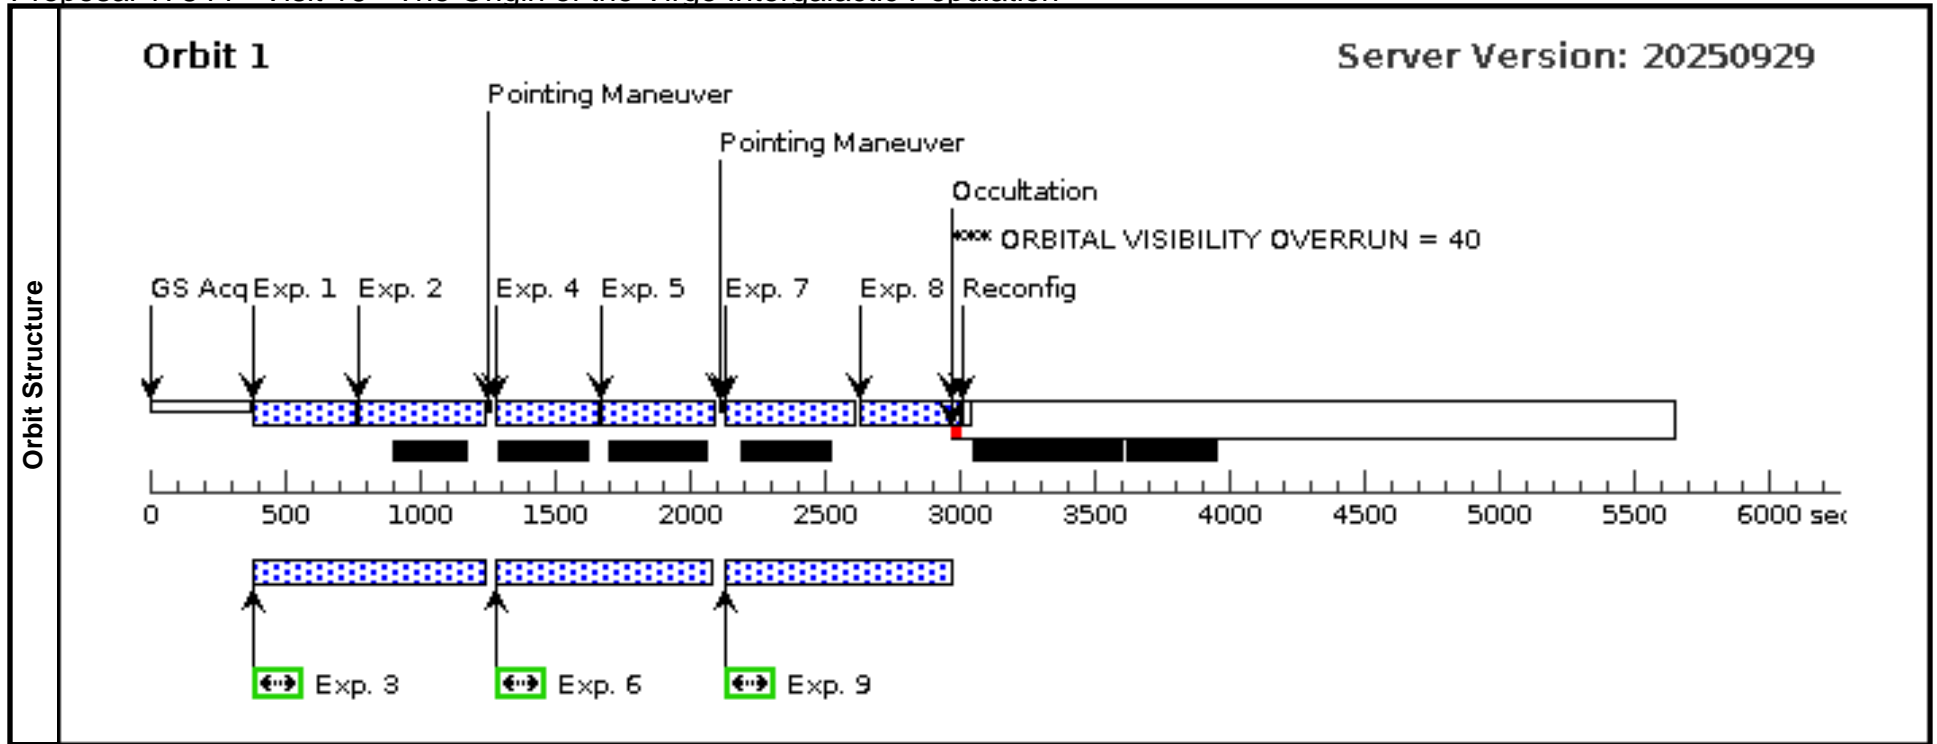 Orbit 1
Server Version: 20250929
Pointing Maneuver
Pointing Maneuver
Occultation
**** ORBITAL VISIBILITY OVERRUN = 40
GS Acq Exp. 1 Exp. 2 Exp. 4 Exp. 5 Exp. 7 Exp. 8 Reconfig
Orbit Structure
0 500 1000 1500 2000 2500 3000 3500 4000 4500 5000 5500 6000 sec
Exp. 3 Exp. 6 Exp. 9